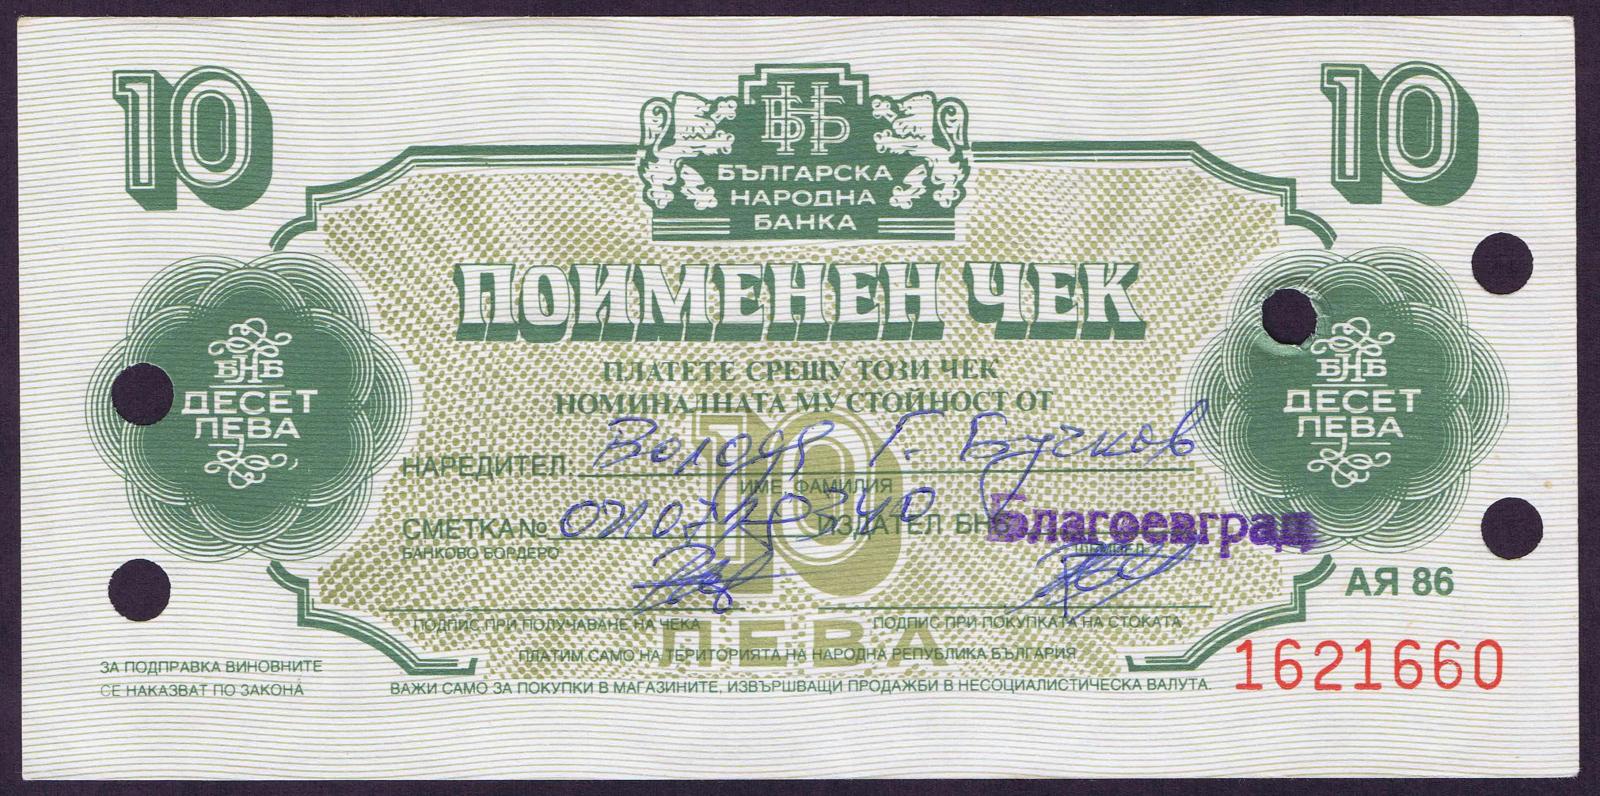 10
10
БНБ
БЪЛГАРСКА
НАРОДНА
БАНКА
ПОИМЕНЕН ЧЕК
ПЛАТЕТЕ СРЕЩУ ТОЗИ ЧЕК
НОМИНАЛНАТА МУ СТОЙНОСТ ОТ
БНБ
ДЕСЕТ
ЛЕВА
БНБ
ДЕСЕТ
ЛЕВА
10
НАРЕДИТЕЛ: Володя Г. Бучков
ИМЕ, ФАМИЛИЯ
СМЕТКА № ИЗДАТЕЛ БНБ Благоевград
БАНКОВО БОРДЕРО ЩЕМПЕЛ
АЯ 86
ПОДПИС ПРИ ПОЛУЧАВАНЕ НА ЧЕКА ПОДПИС ПРИ ПОКУПКАТА НА СТОКАТА
ЛЕВА
ПЛАТИМ САМО НА ТЕРИТОРИЯТА НА НАРОДНА РЕПУБЛИКА БЪЛГАРИЯ
ЗА ПОДПРАВКА ВИНОВНИТЕ
СЕ НАКАЗВАТ ПО ЗАКОНА
ВАЖИ САМО ЗА ПОКУПКИ В МАГАЗИНИТЕ, ИЗВЪРШВАЩИ ПРОДАЖБИ В НЕСОЦИАЛИСТИЧЕСКА ВАЛУТА.
1621660